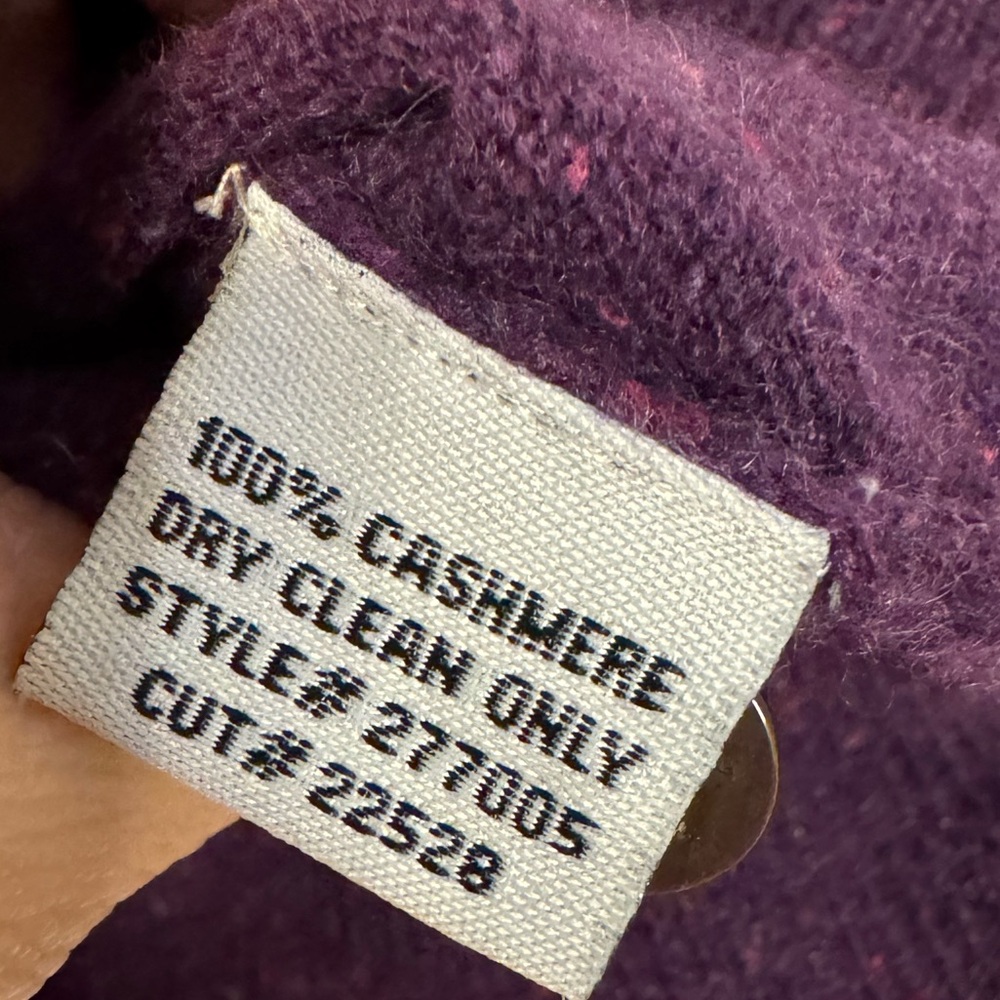 100% CASHMERE
DRY CLEAN ONLY
STYLE# 277005
CUT# 22528